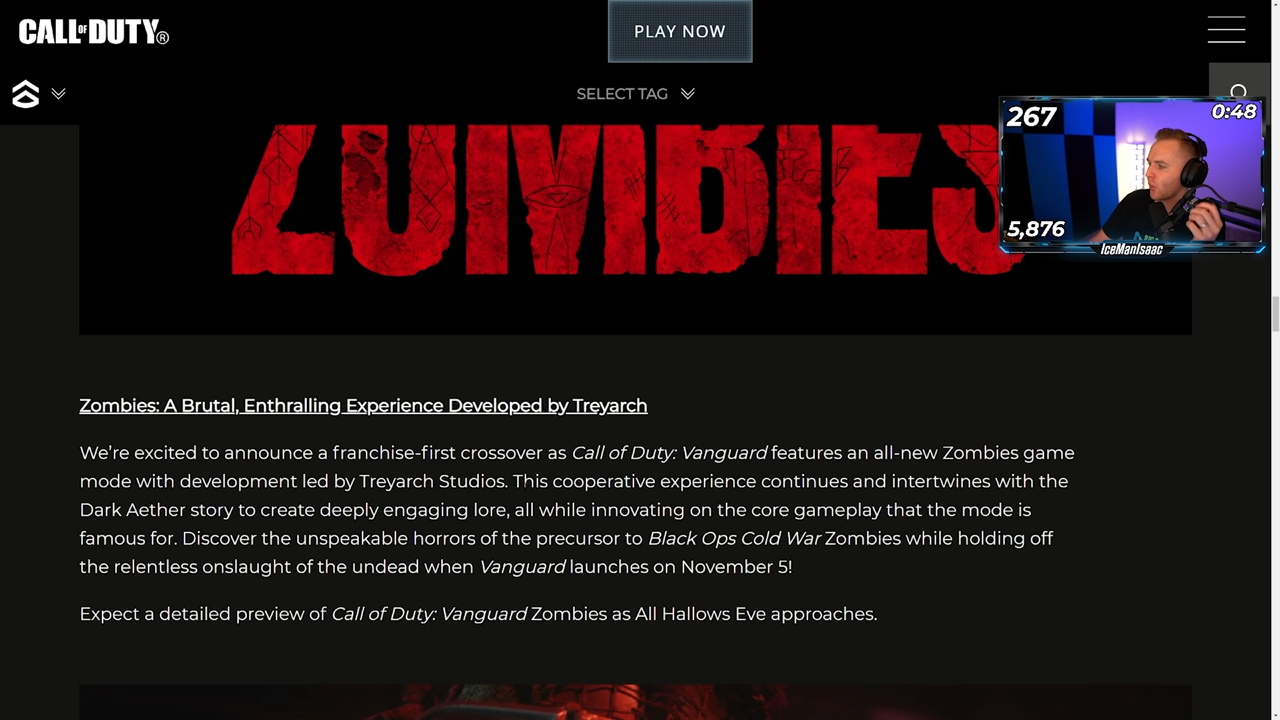 CALL OF DUTY®
PLAY NOW
SELECT TAG
267
0:48
5,876
IceManIsaac
ZOMBIES
Zombies: A Brutal, Enthralling Experience Developed by Treyarch
We're excited to announce a franchise-first crossover as Call of Duty: Vanguard features an all-new Zombies game
mode with development led by Treyarch Studios. This cooperative experience continues and intertwines with the
Dark Aether story to create deeply engaging lore, all while innovating on the core gameplay that the mode is
famous for. Discover the unspeakable horrors of the precursor to Black Ops Cold War Zombies while holding off
the relentless onslaught of the undead when Vanguard launches on November 5!
Expect a detailed preview of Call of Duty: Vanguard Zombies as All Hallows Eve approaches.